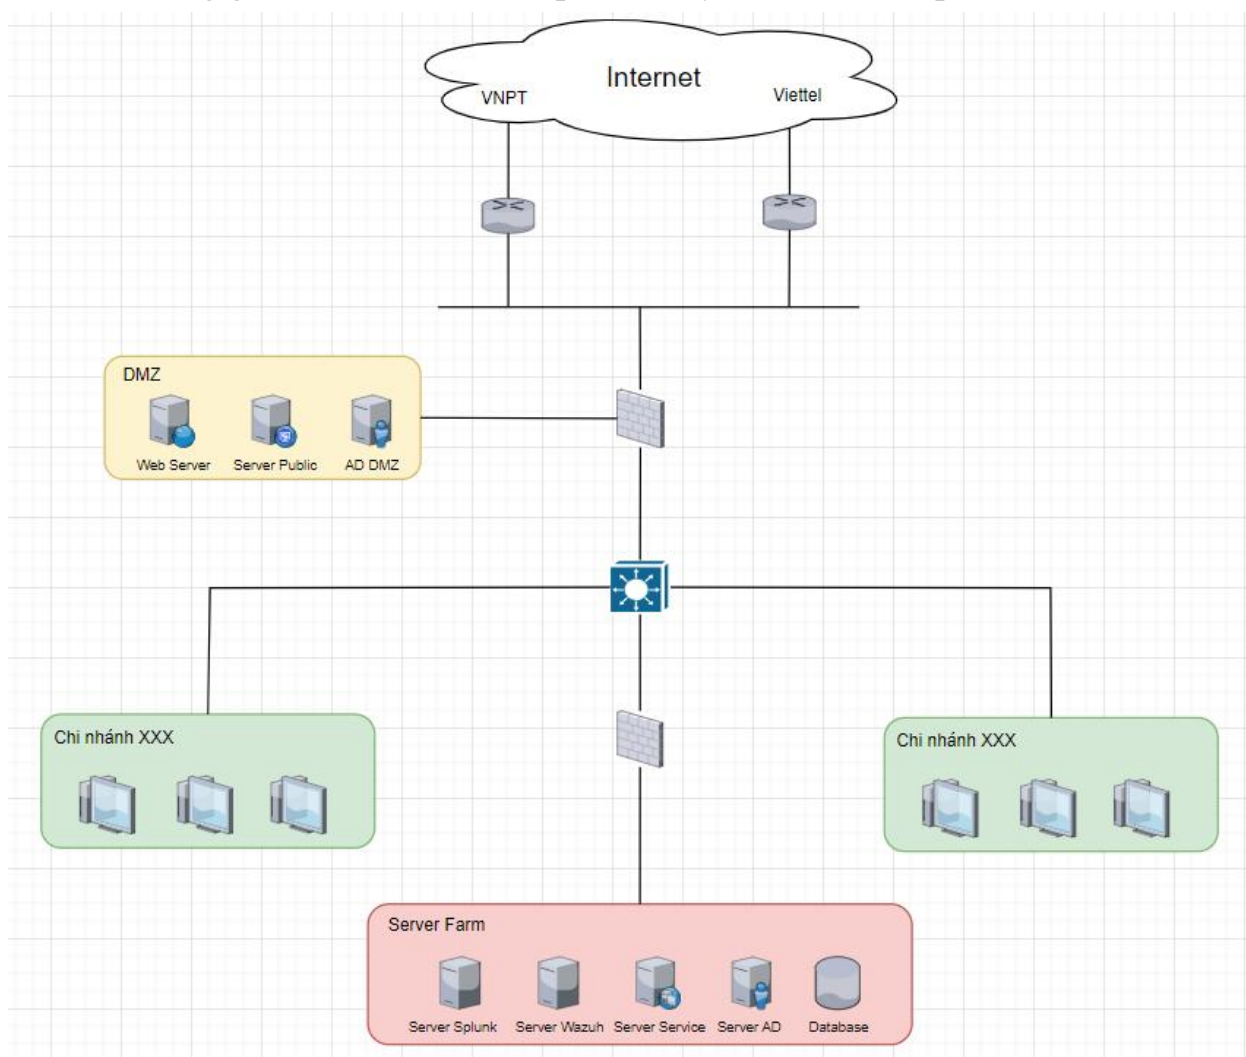 Internet
VNPT
Viettel
DMZ
Web Server
Server Public
AD DMZ
Chi nhánh XXX
Chi nhánh XXX
Server Farm
Server Splunk
Server Wazuh
Server Service
Server AD
Database